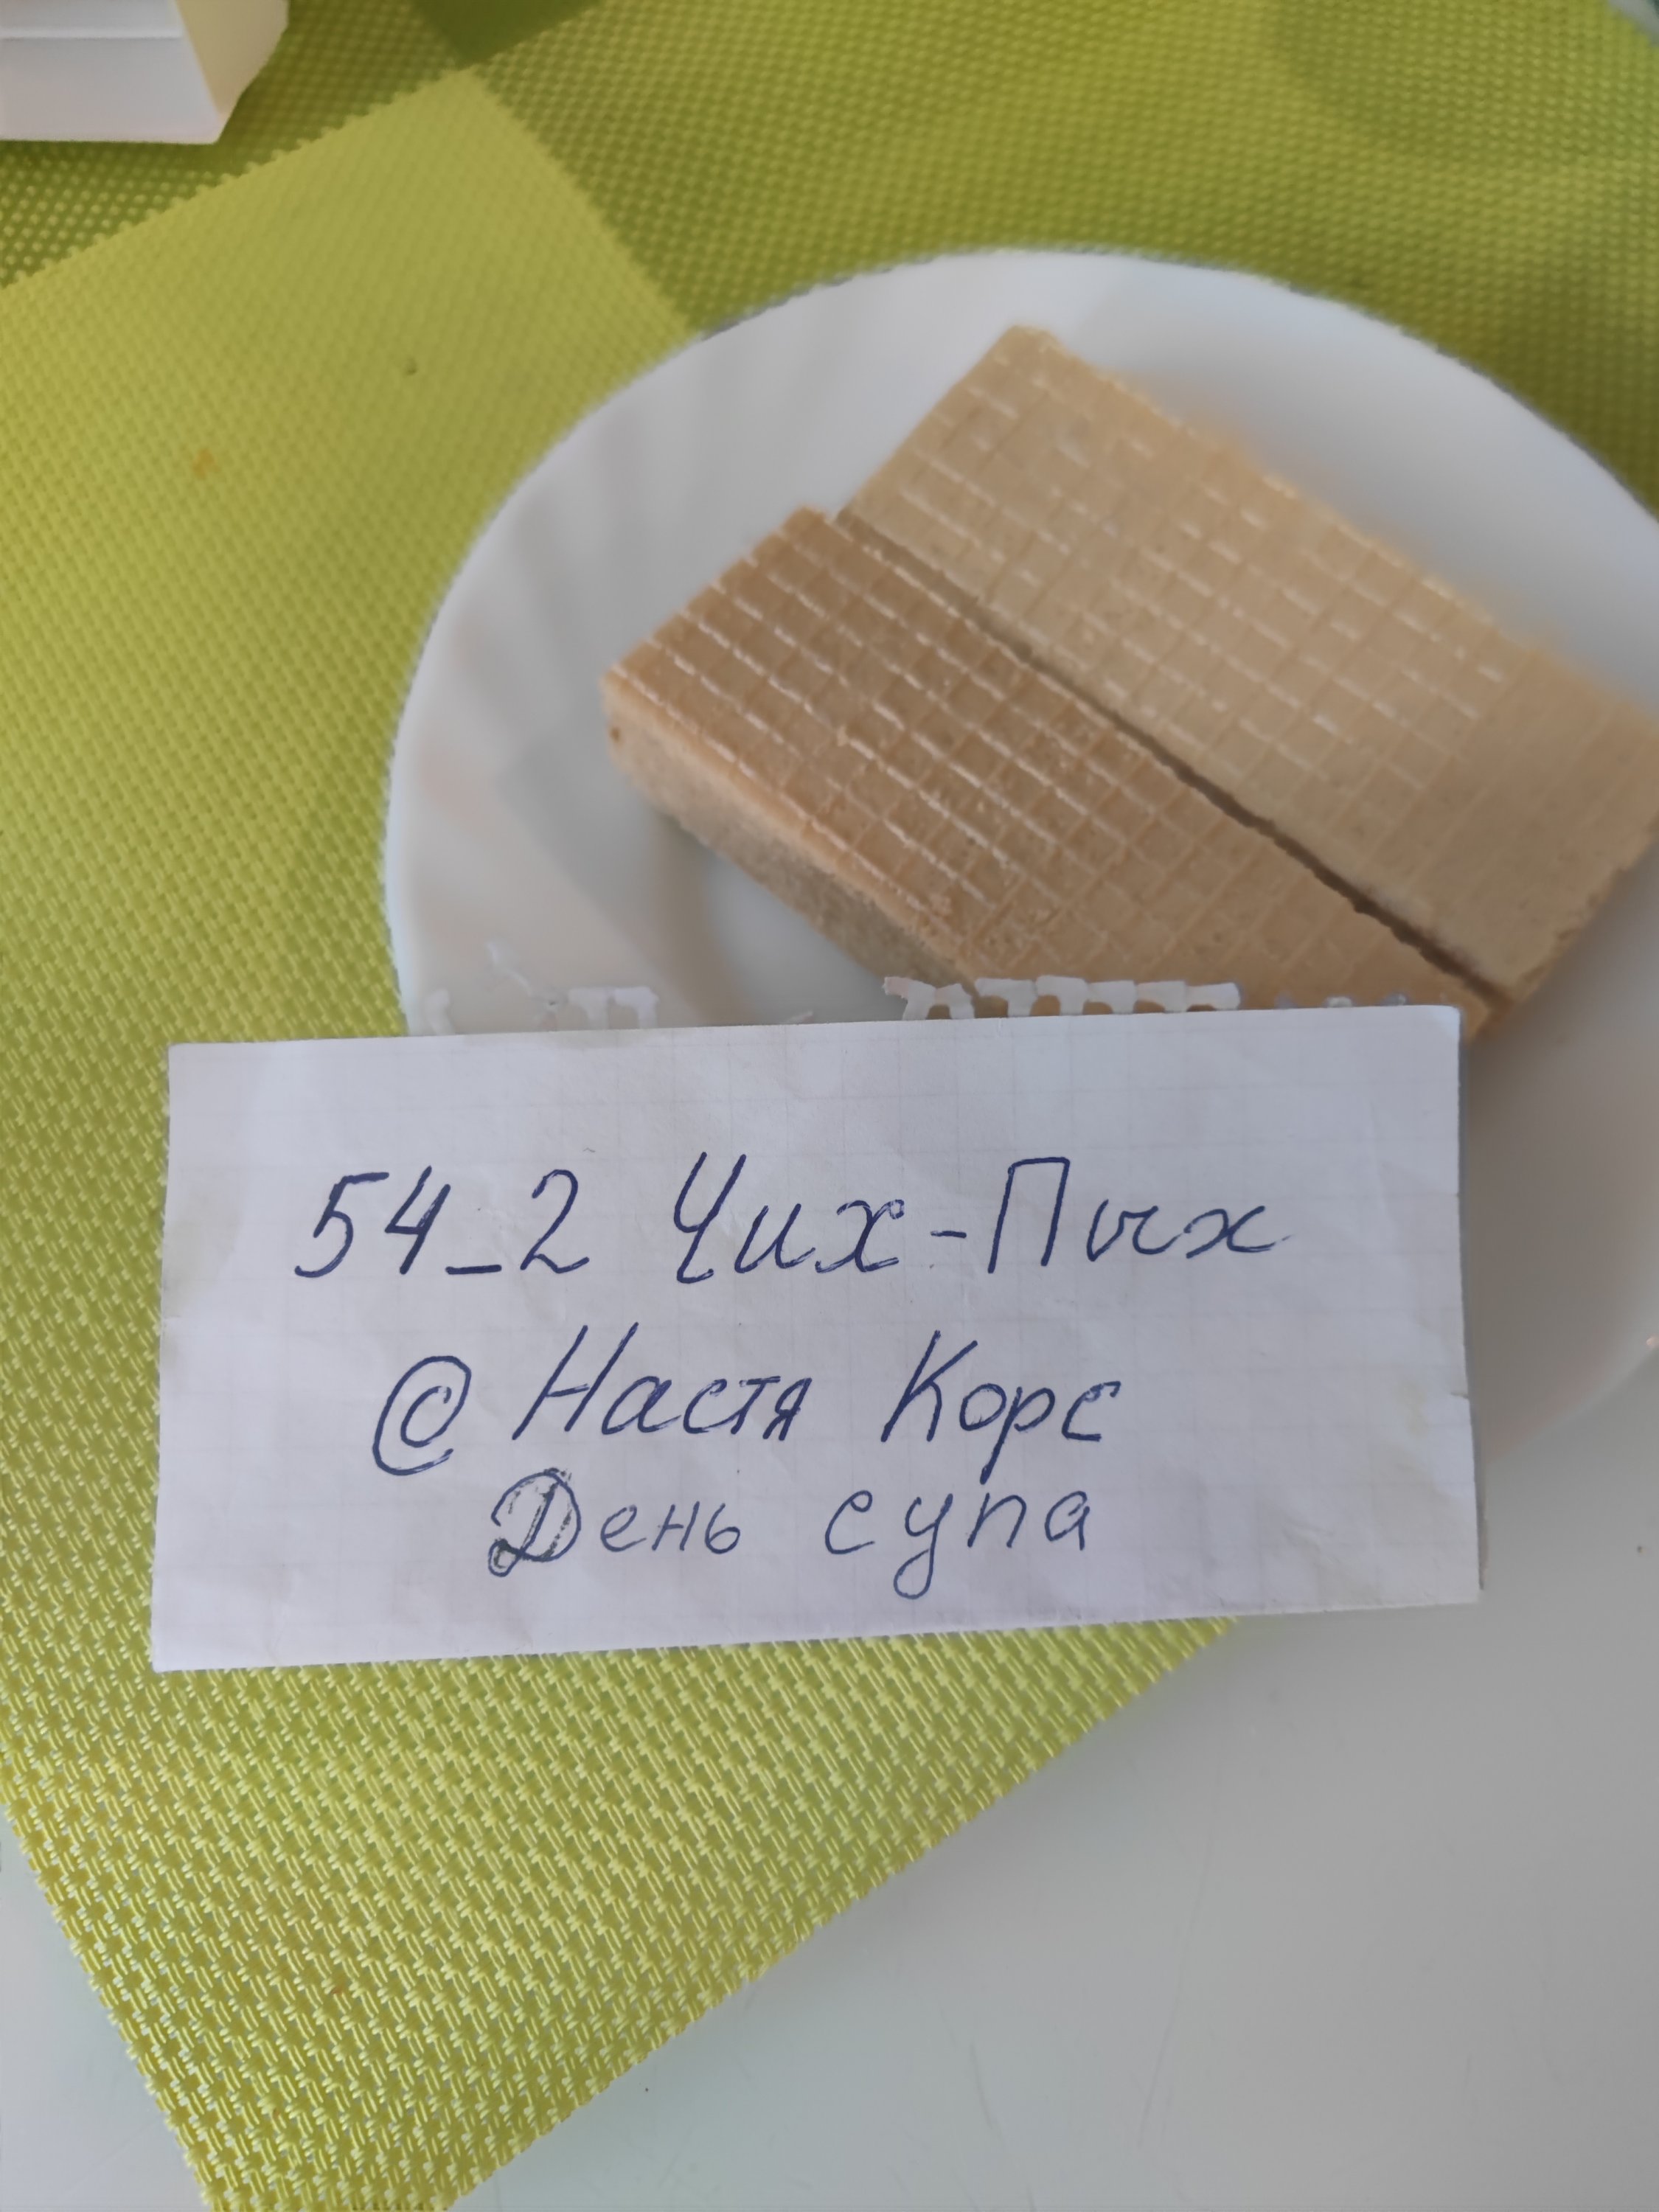 54_2 Чих-Пых
@ Настя Корс
День супа